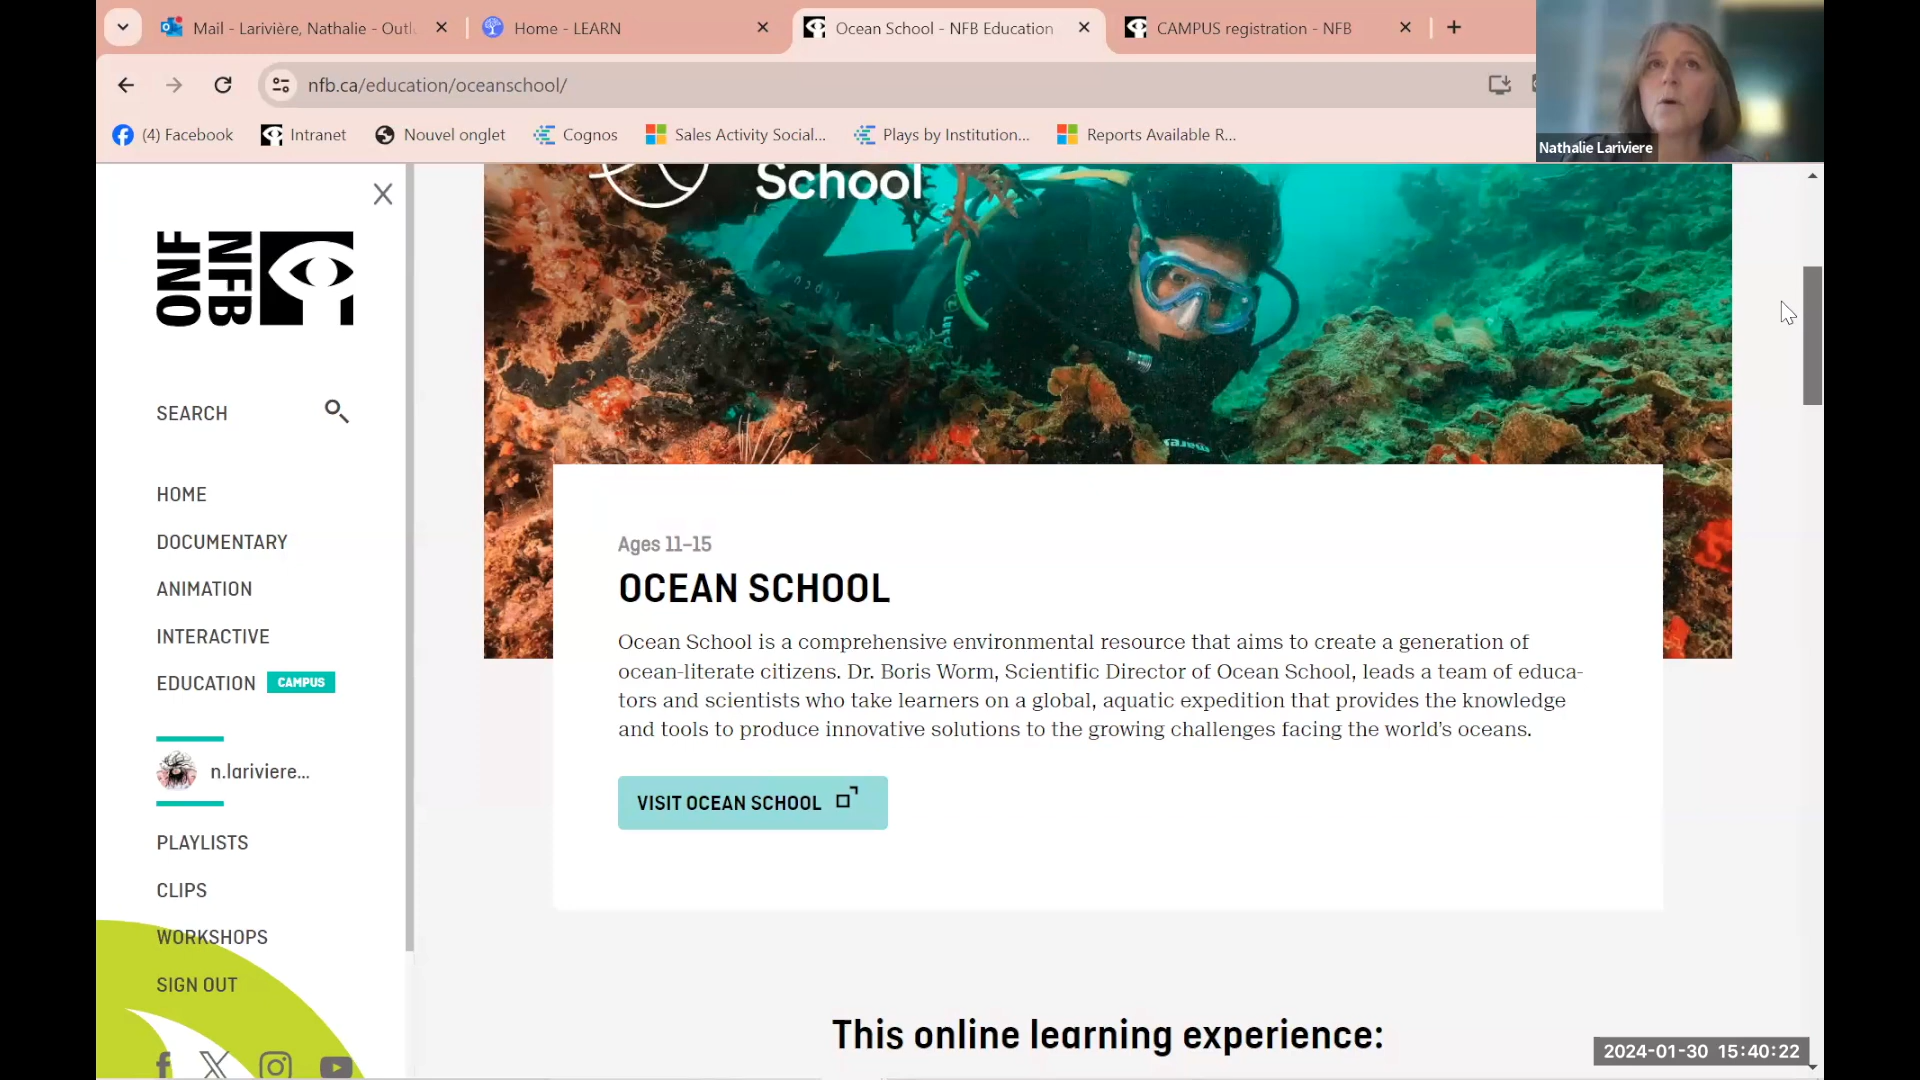 Mail - Larivière, Nathalie - Outl
Home - LEARN
Ocean School - NFB Education
CAMPUS registration - NFB
nfb.ca/education/oceanschool/
(4) Facebook
Intranet
Nouvel onglet
Cognos
Sales Activity Social...
Plays by Institution...
Reports Available R...
Nathalie Lariviere
School
ONF
NFB
SEARCH
HOME
DOCUMENTARY
ANIMATION
INTERACTIVE
EDUCATION CAMPUS
n.lariviere...
PLAYLISTS
CLIPS
WORKSHOPS
SIGN OUT
Ages 11–15
OCEAN SCHOOL
Ocean School is a comprehensive environmental resource that aims to create a generation of
ocean-literate citizens. Dr. Boris Worm, Scientific Director of Ocean School, leads a team of educa-
tors and scientists who take learners on a global, aquatic expedition that provides the knowledge
and tools to produce innovative solutions to the growing challenges facing the world's oceans.
VISIT OCEAN SCHOOL
This online learning experience:
2024-01-30 15:40:22